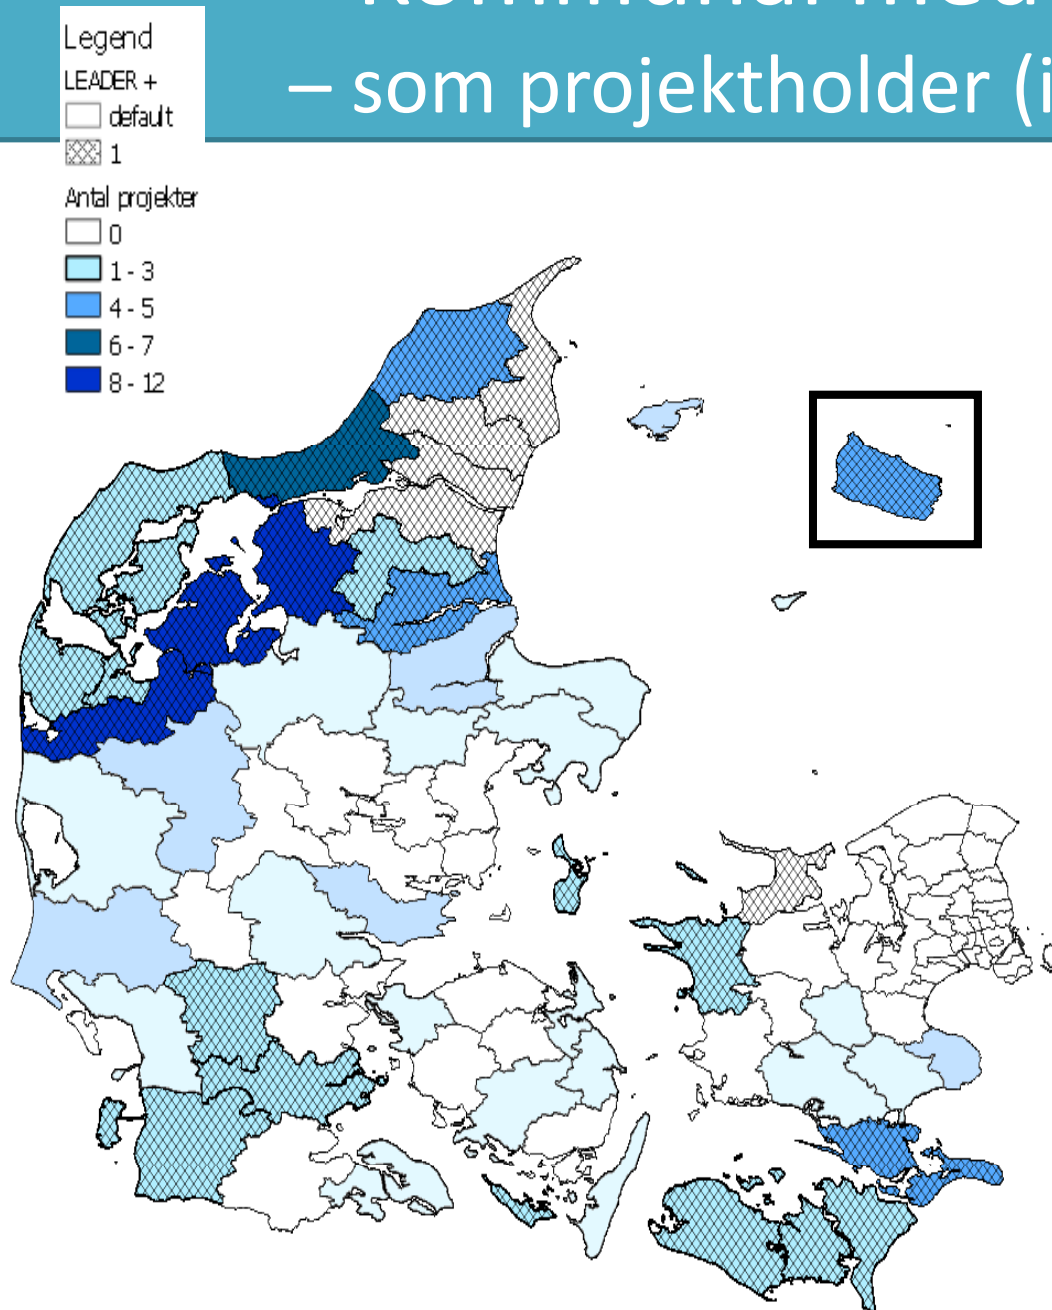 – som projektholder (i
Legend
LEADER +
default
1
Antal projekter
0
1 - 3
4 - 5
6 - 7
8 - 12